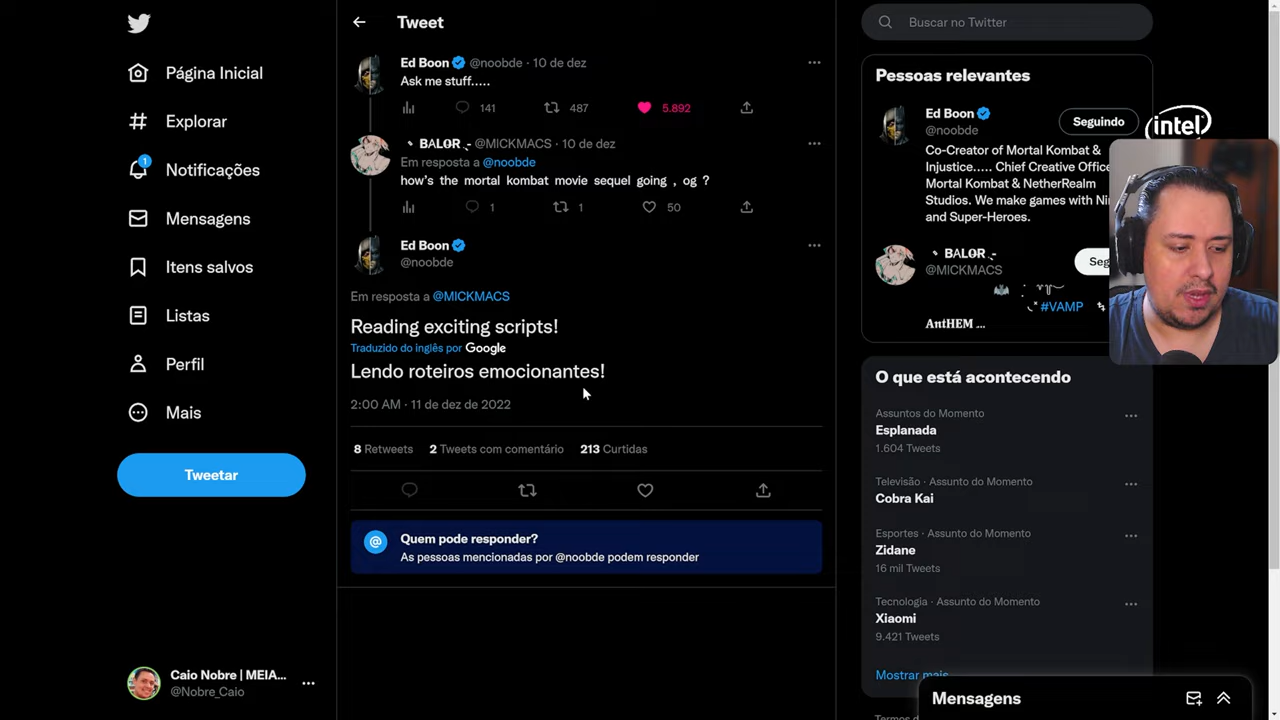 Tweet
Buscar no Twitter
Página Inicial
Explorar
1
Notificações
Mensagens
Itens salvos
Listas
Perfil
Mais
Tweetar
Caio Nobre | MEIA...
@Nobre_Caio
Ed Boon @noobde · 10 de dez
Ask me stuff.....
141 487 5.892
BALOR @MICKMACS · 10 de dez
Em resposta a @noobde
how's the mortal kombat movie sequel going , og ?
1 1 50
Ed Boon
@noobde
Em resposta a @MICKMACS
Reading exciting scripts!
Traduzido do inglês por Google
Lendo roteiros emocionantes!
2:00 AM · 11 de dez de 2022
8 Retweets 2 Tweets com comentário 213 Curtidas
Quem pode responder?
As pessoas mencionadas por @noobde podem responder
Pessoas relevantes
Ed Boon
@noobde
Seguindo
intel
Co-Creator of Mortal Kombat &
Injustice..... Chief Creative Office
Mortal Kombat & NetherRealm
Studios. We make games with Nin
and Super-Heroes.
BALOR
@MICKMACS
Seg
#VAMP
AntHEM ...
O que está acontecendo
Assuntos do Momento
Esplanada
1.604 Tweets
Televisão · Assunto do Momento
Cobra Kai
Esportes · Assunto do Momento
Zidane
16 mil Tweets
Tecnologia · Assunto do Momento
Xiaomi
9.421 Tweets
Mostrar mais
Mensagens